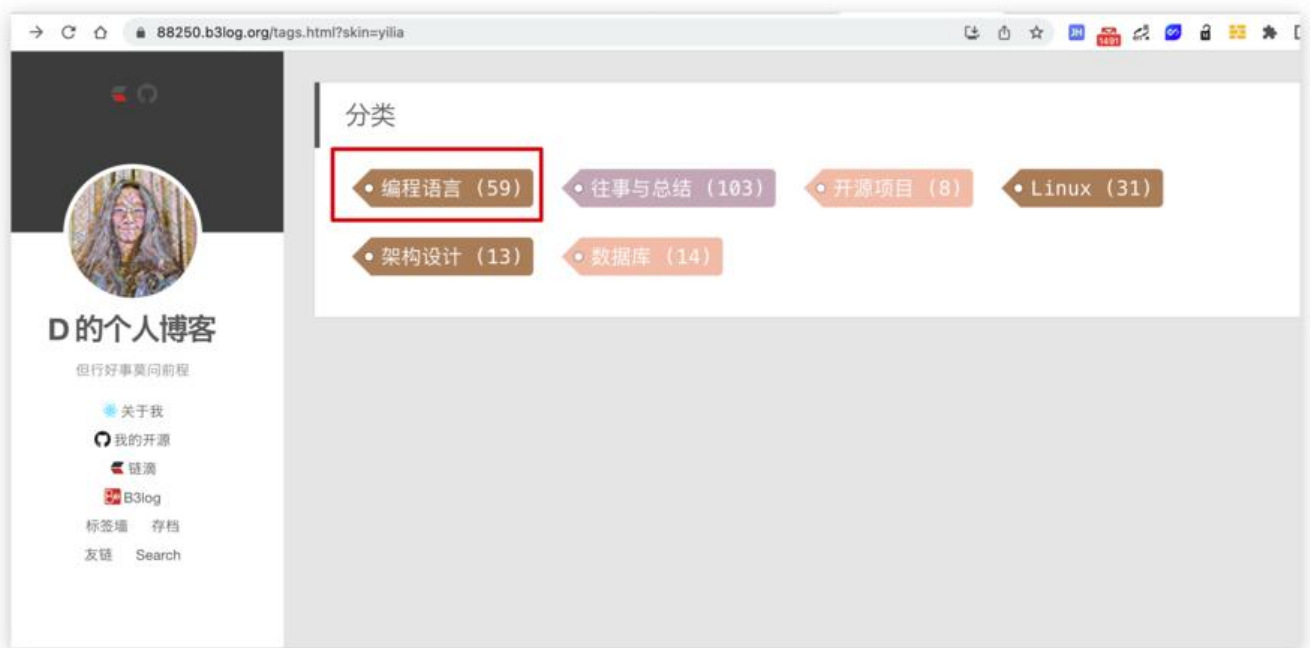 88250.b3log.org/tags.html?skin=yilia
JH
1491
分类
编程语言 (59) 往事与总结 (103) 开源项目 (8) Linux (31)
架构设计 (13) 数据库 (14)
D 的个人博客
但行好事莫问前程
关于我
我的开源
链滴
B3log
标签墙 存档
友链 Search